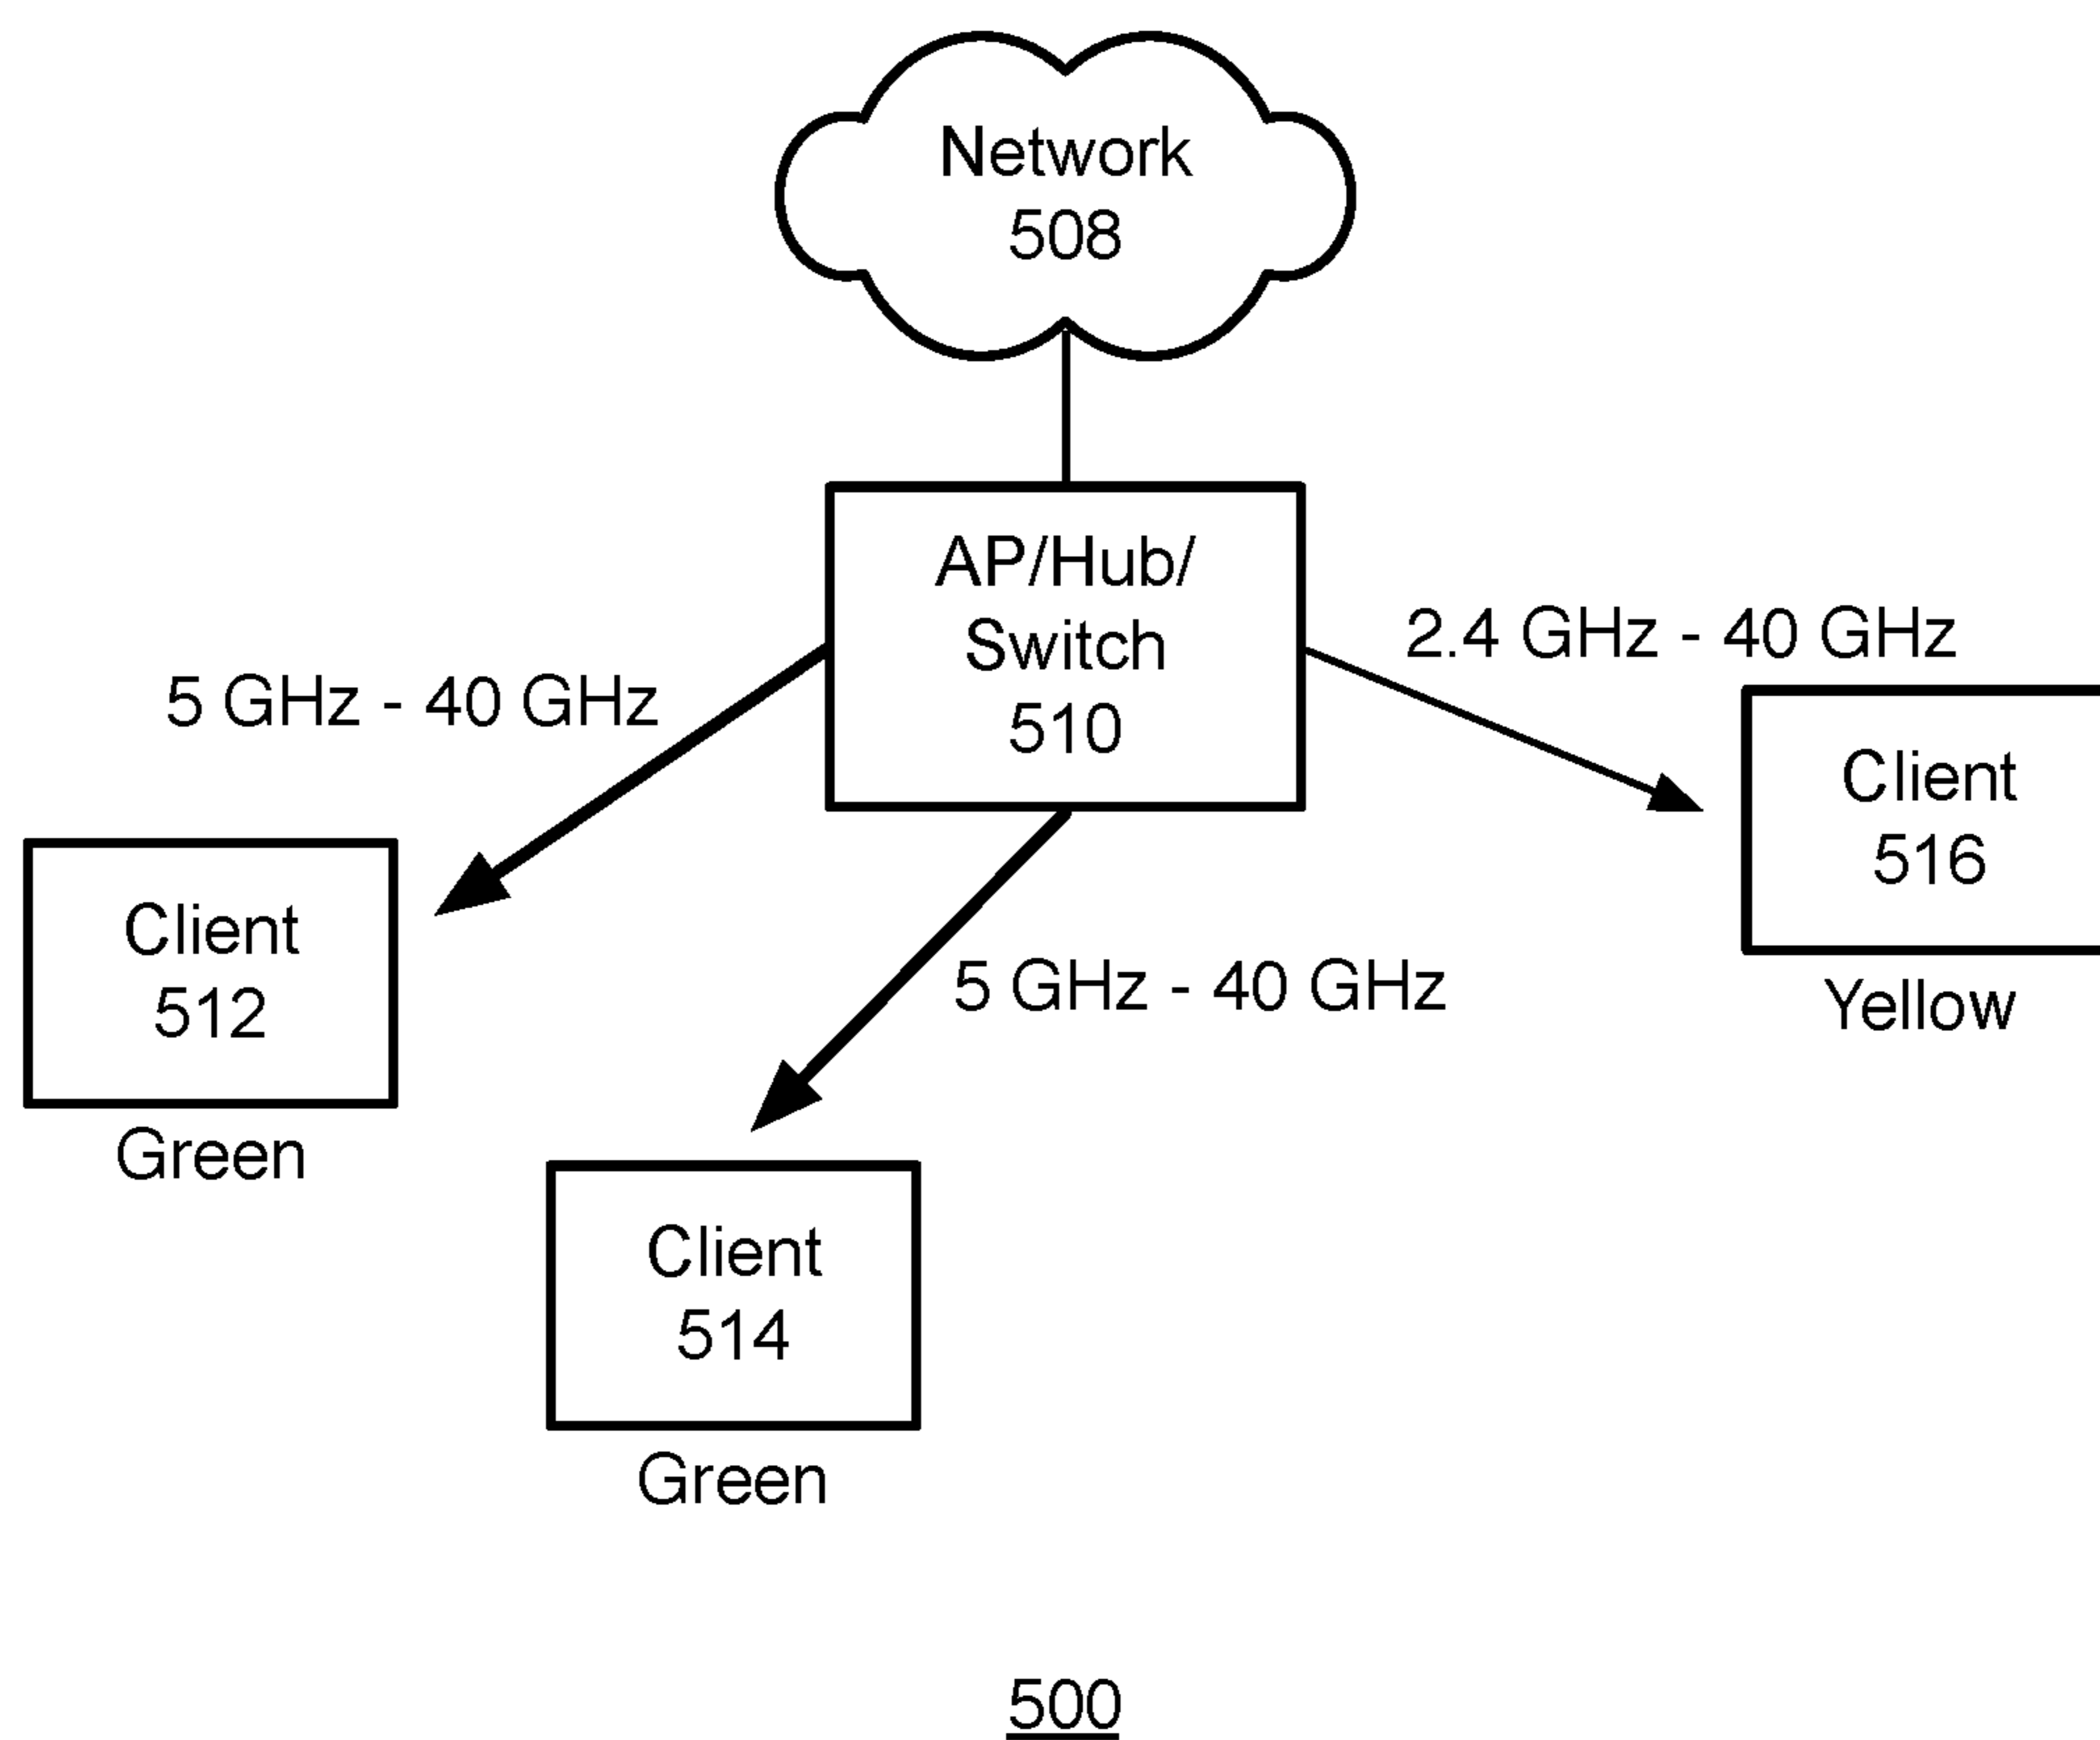 Network
508
AP/Hub/
Switch
510
2.4 GHz - 40 GHz
5 GHz - 40 GHz
Client
516
Yellow
Client
512
Green
5 GHz - 40 GHz
Client
514
Green
500